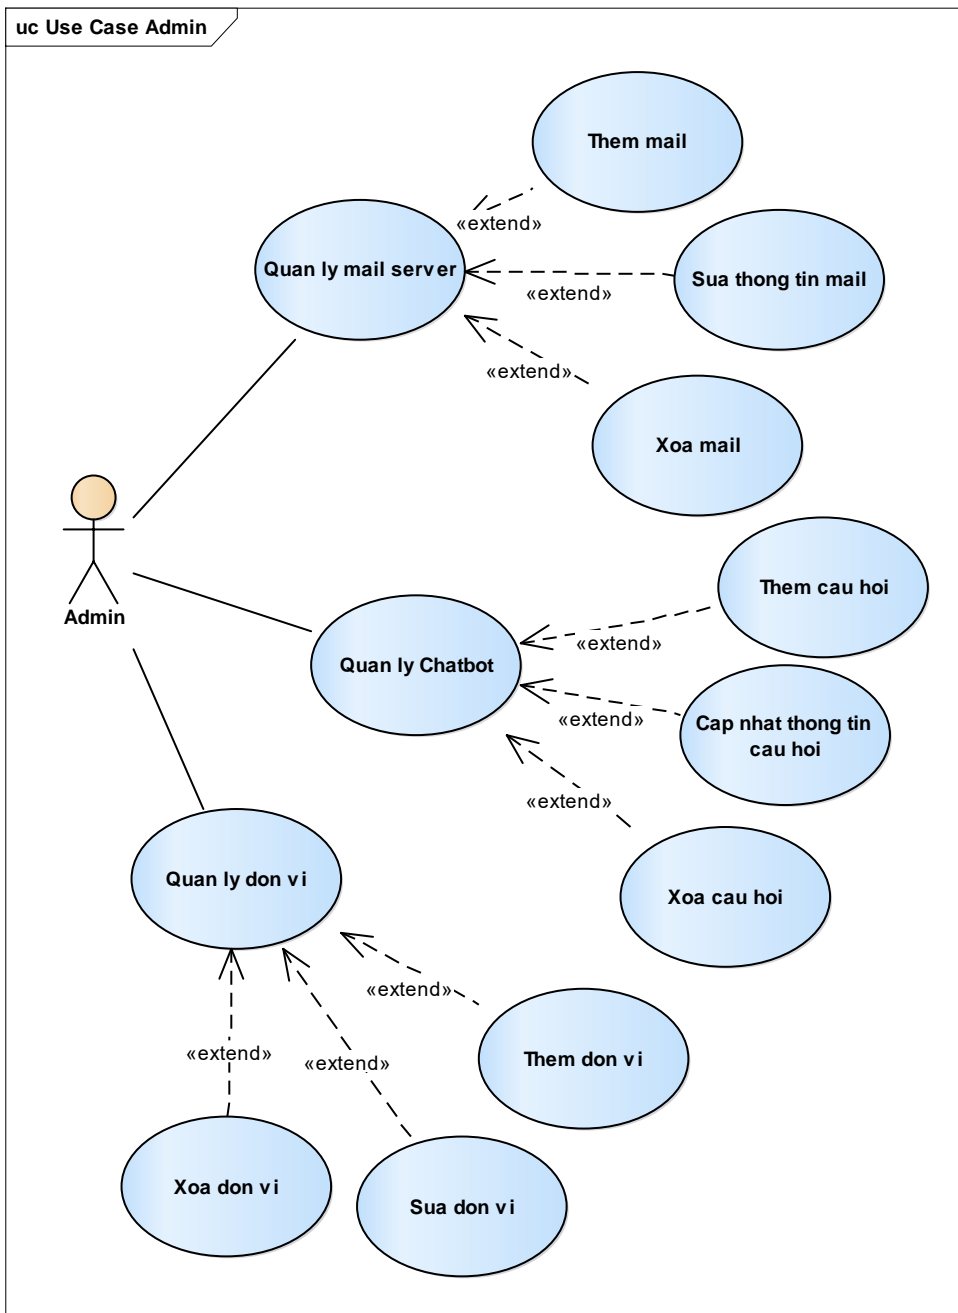 uc Use Case Admin
Them mail
«extend»
Quan ly mail server
Sua thong tin mail
«extend»
«extend»
Xoa mail
Admin
Them cau hoi
«extend»
Quan ly Chatbot
Cap nhat thong tin
cau hoi
«extend»
«extend»
Xoa cau hoi
Quan ly don vi
«extend»
Them don vi
«extend»
«extend»
Xoa don vi
Sua don vi